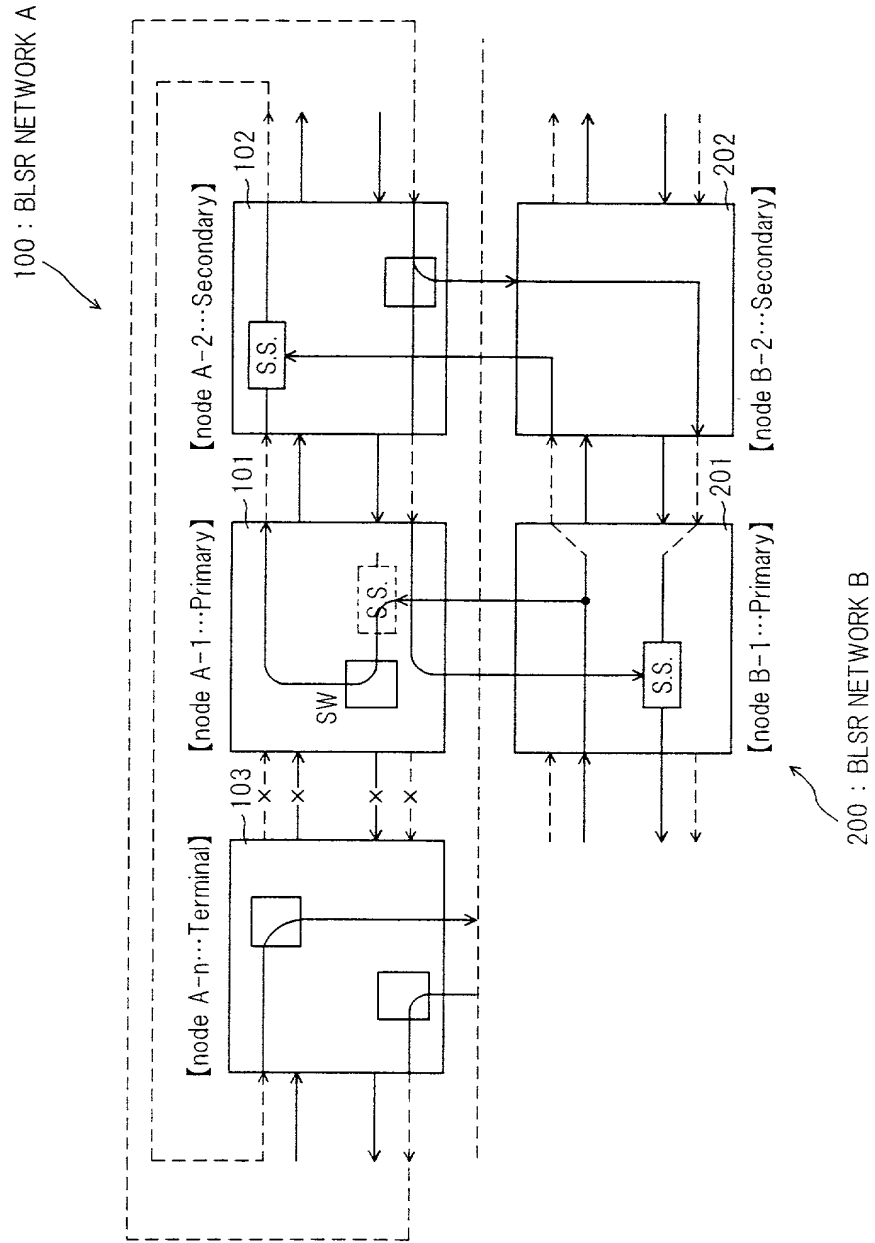 100 : BLSR NETWORK A
【node A-n…Terminal】
103
【node A-1…Primary】
101
【node A-2…Secondary】
102
SW
S.S.
S.S.
S.S.
【node B-1…Primary】
201
【node B-2…Secondary】
202
200 : BLSR NETWORK B